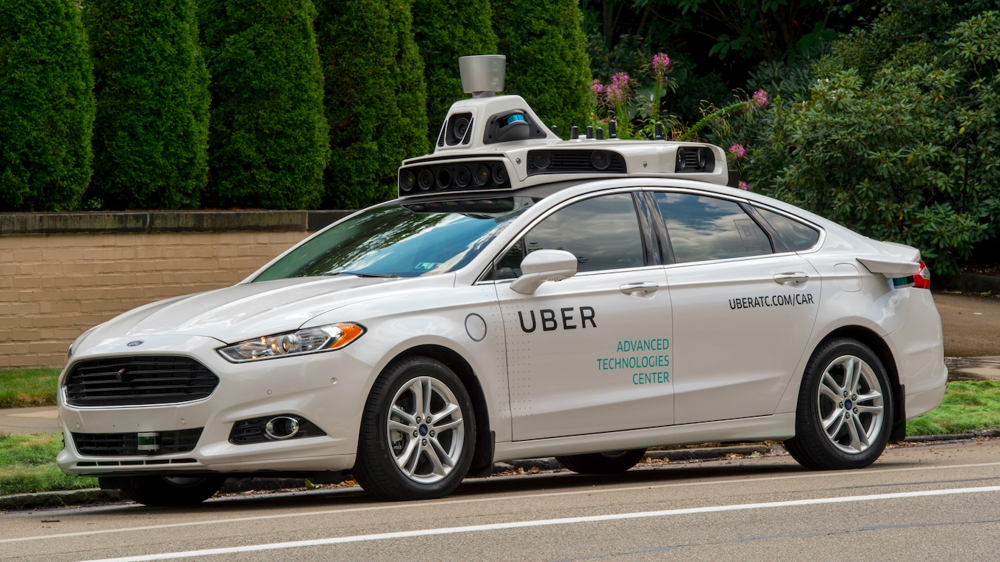 UBER
ADVANCED
TECHNOLOGIES
CENTER
UBERATC.COM/CAR